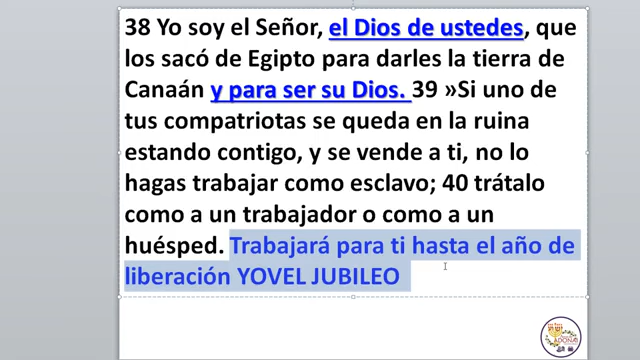 38 Yo soy el Señor, el Dios de ustedes, que
los sacó de Egipto para darles la tierra de
Canaán y para ser su Dios. 39 »Si uno de
tus compatriotas se queda en la ruina
estando contigo, y se vende a ti, no lo
hagas trabajar como esclavo; 40 trátalo
como a un trabajador o como a un
huésped. Trabajará para ti hasta el año de
liberación YOVEL JUBILEO
ADONAI